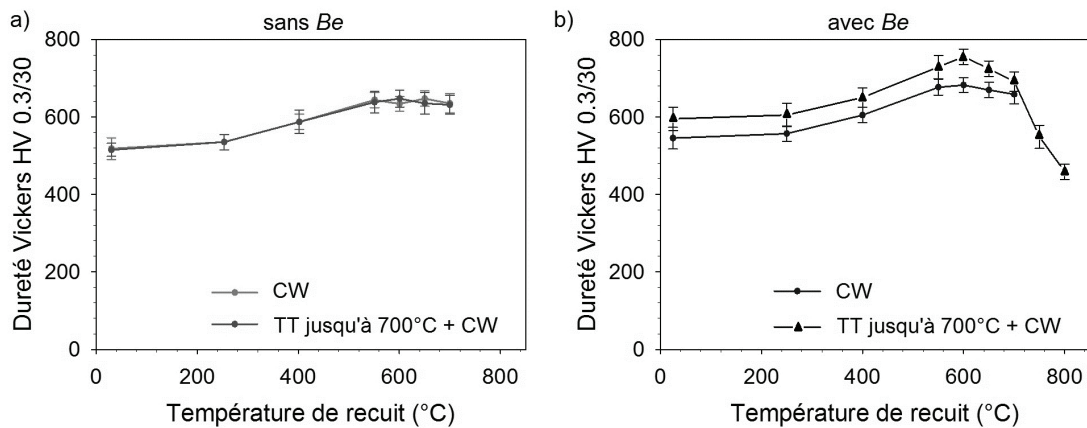 a)
sans Be
Dureté Vickers HV 0.3/30
800
600
400
200
0
CW
TT jusqu'à 700°C + CW
0
200
400
600
800
Température de recuit (°C)
b)
avec Be
Dureté Vickers HV 0.3/30
800
600
400
200
0
CW
TT jusqu'à 700°C + CW
0
200
400
600
800
Température de recuit (°C)